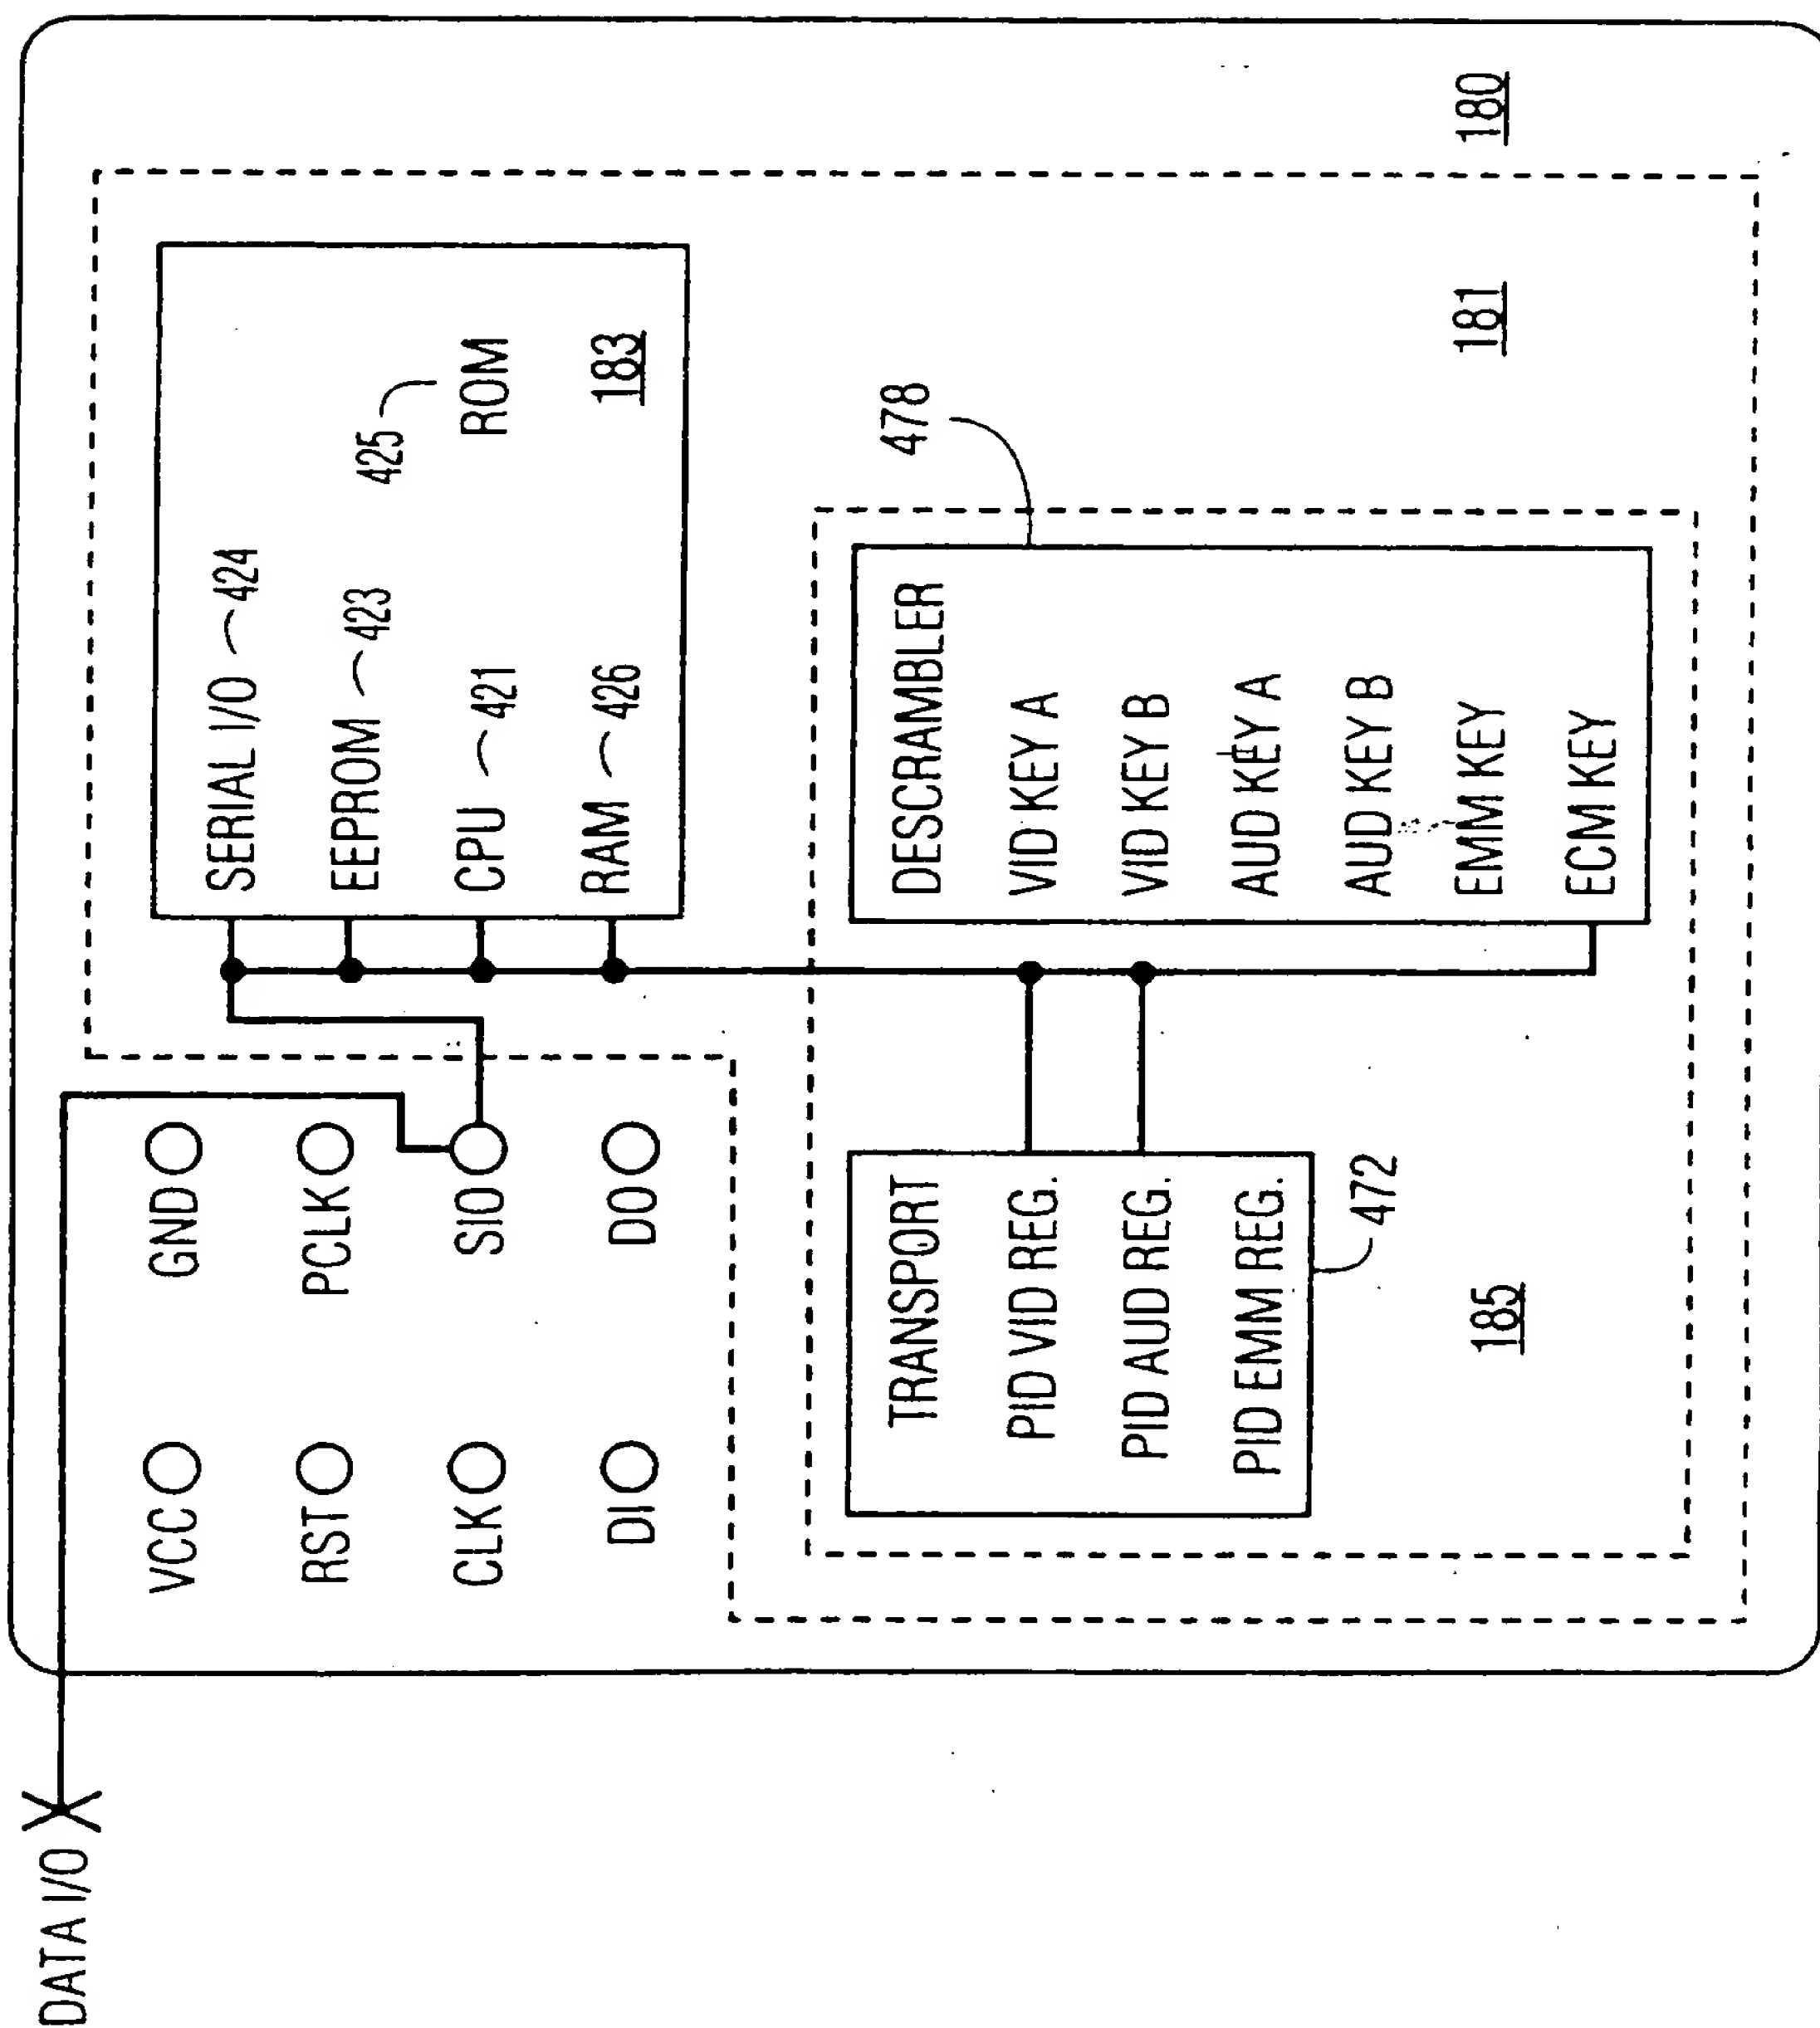 DATA I/O
VCC
GND
RST
PCLK
CLK
SIO
DI
DO
SERIAL I/O 424
EEPROM 423
425
CPU 421
ROM
RAM 426
183
TRANSPORT
PID VID REG.
PID AUD REG.
PID EMM REG.
472
185
478
DESCRAMBLER
VID KEY A
VID KEY B
AUD KEY A
AUD KEY B
EMM KEY
ECM KEY
181
180